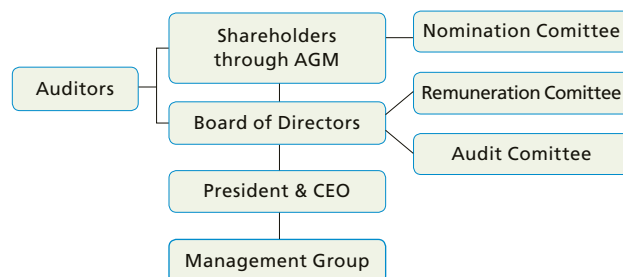 Shareholders
through AGM
Nomination Comittee
Auditors
Remuneration Comittee
Board of Directors
Audit Comittee
President & CEO
Management Group